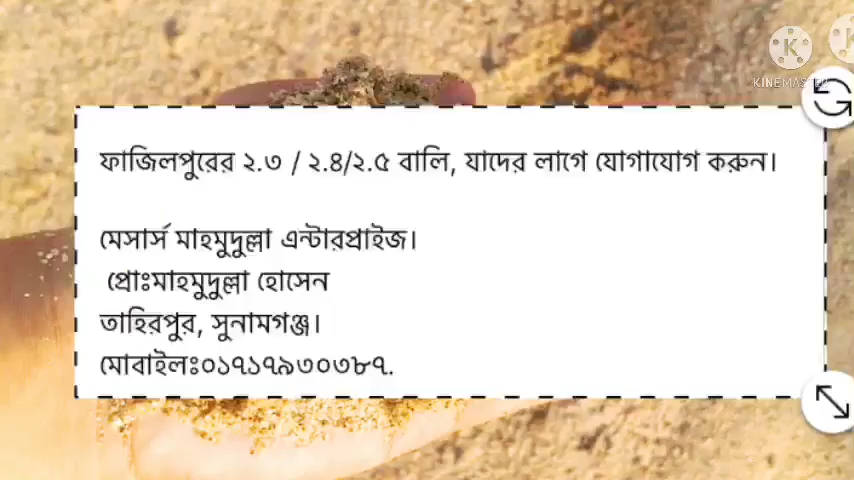 KINEMASTER
ফাজিলপুরের ২.৩ / ২.৪/২.৫ বালি, যাদের লাগে যোগাযোগ করুন।
মেসার্স মাহমুদুল্লা এন্টারপ্রাইজ।
প্রোঃমাহমুদুল্লা হোসেন
তাহিরপুর, সুনামগঞ্জ।
মোবাইলঃ০১৭১৭৯৩০৩৮৭.